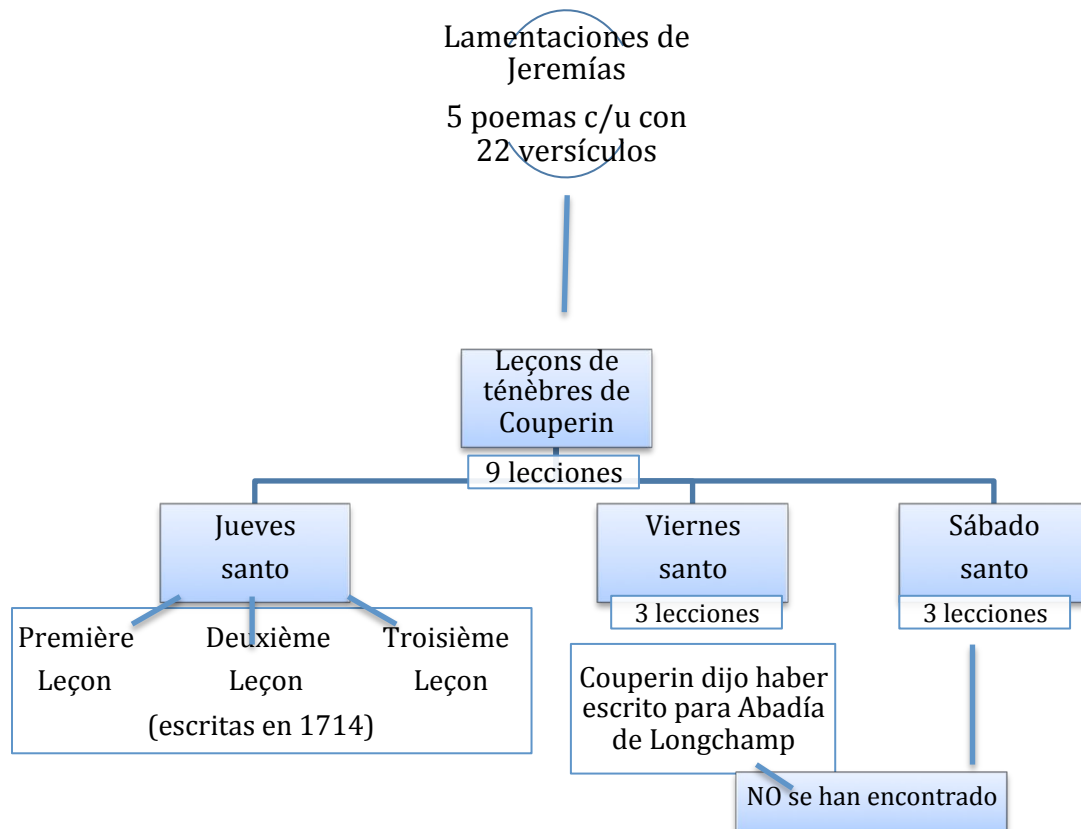 Lamentaciones de
Jeremías
5 poemas c/u con
22 versículos
Leçons de
ténèbres de
Couperin
9 lecciones
Jueves
santo
Viernes
santo
Sábado
santo
3 lecciones
3 lecciones
Première
Leçon
Deuxième
Leçon
Troisième
Leçon
(escritas en 1714)
Couperin dijo haber
escrito para Abadía
de Longchamp
NO se han encontrado